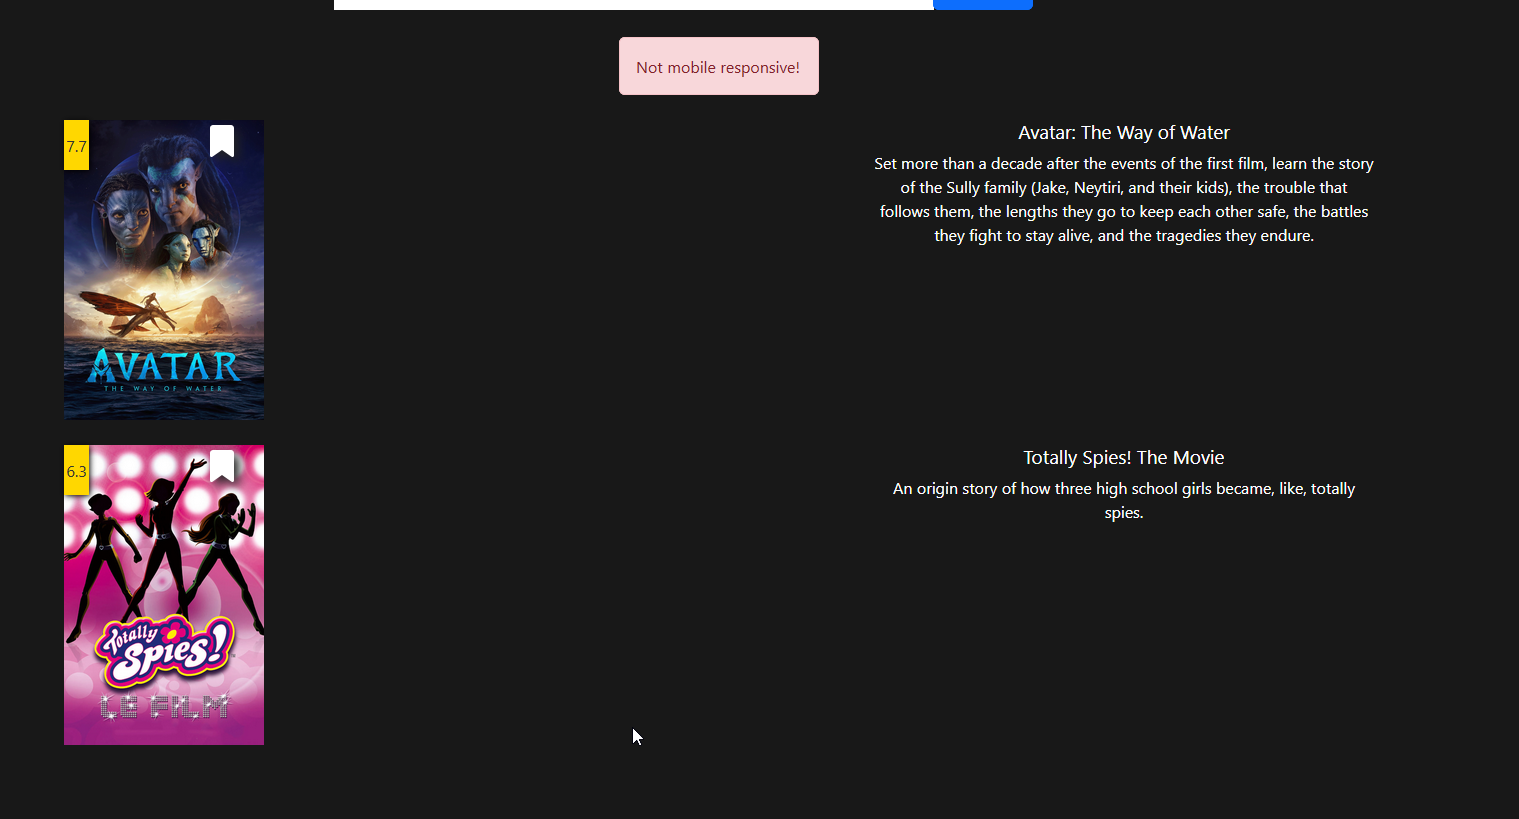 Not mobile responsive!
7.7
Avatar: The Way of Water
Set more than a decade after the events of the first film, learn the story
of the Sully family (Jake, Neytiri, and their kids), the trouble that
follows them, the lengths they go to keep each other safe, the battles
they fight to stay alive, and the tragedies they endure.
AVATAR
THE WAY OF WATER
6.3
Totally Spies! The Movie
An origin story of how three high school girls became, like, totally
spies.
Totally
Spies!
LE FILM